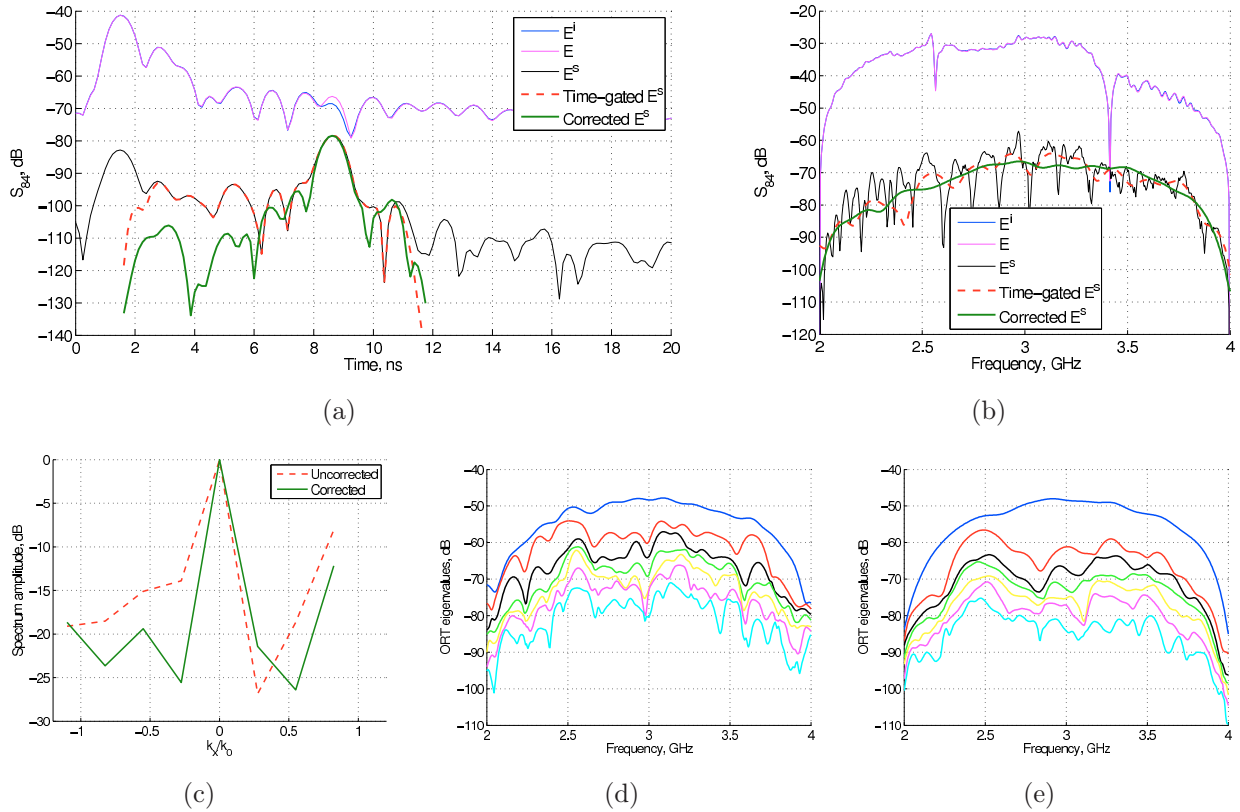 −40
−50
−60
−70
−80
−90
−100
−110
−120
−130
−140
S84, dB
0 2 4 6 8 10 12 14 16 18 20
Time, ns
E^i
E
E^s
Time-gated E^s
Corrected E^s
(a)
−20
−30
−40
−50
−60
−70
−80
−90
−100
−110
−120
S84, dB
2 2.5 3 3.5 4
Frequency, GHz
E^i
E
E^s
Time-gated E^s
Corrected E^s
(b)
0
−5
−10
−15
−20
−25
−30
Spectrum amplitude, dB
−1 −0.5 0 0.5 1
kx/k0
Uncorrected
Corrected
(c)
−40
−50
−60
−70
−80
−90
−100
−110
ORT eigenvalues, dB
2 2.5 3 3.5 4
Frequency, GHz
(d)
−40
−50
−60
−70
−80
−90
−100
−110
ORT eigenvalues, dB
2 2.5 3 3.5 4
Frequency, GHz
(e)